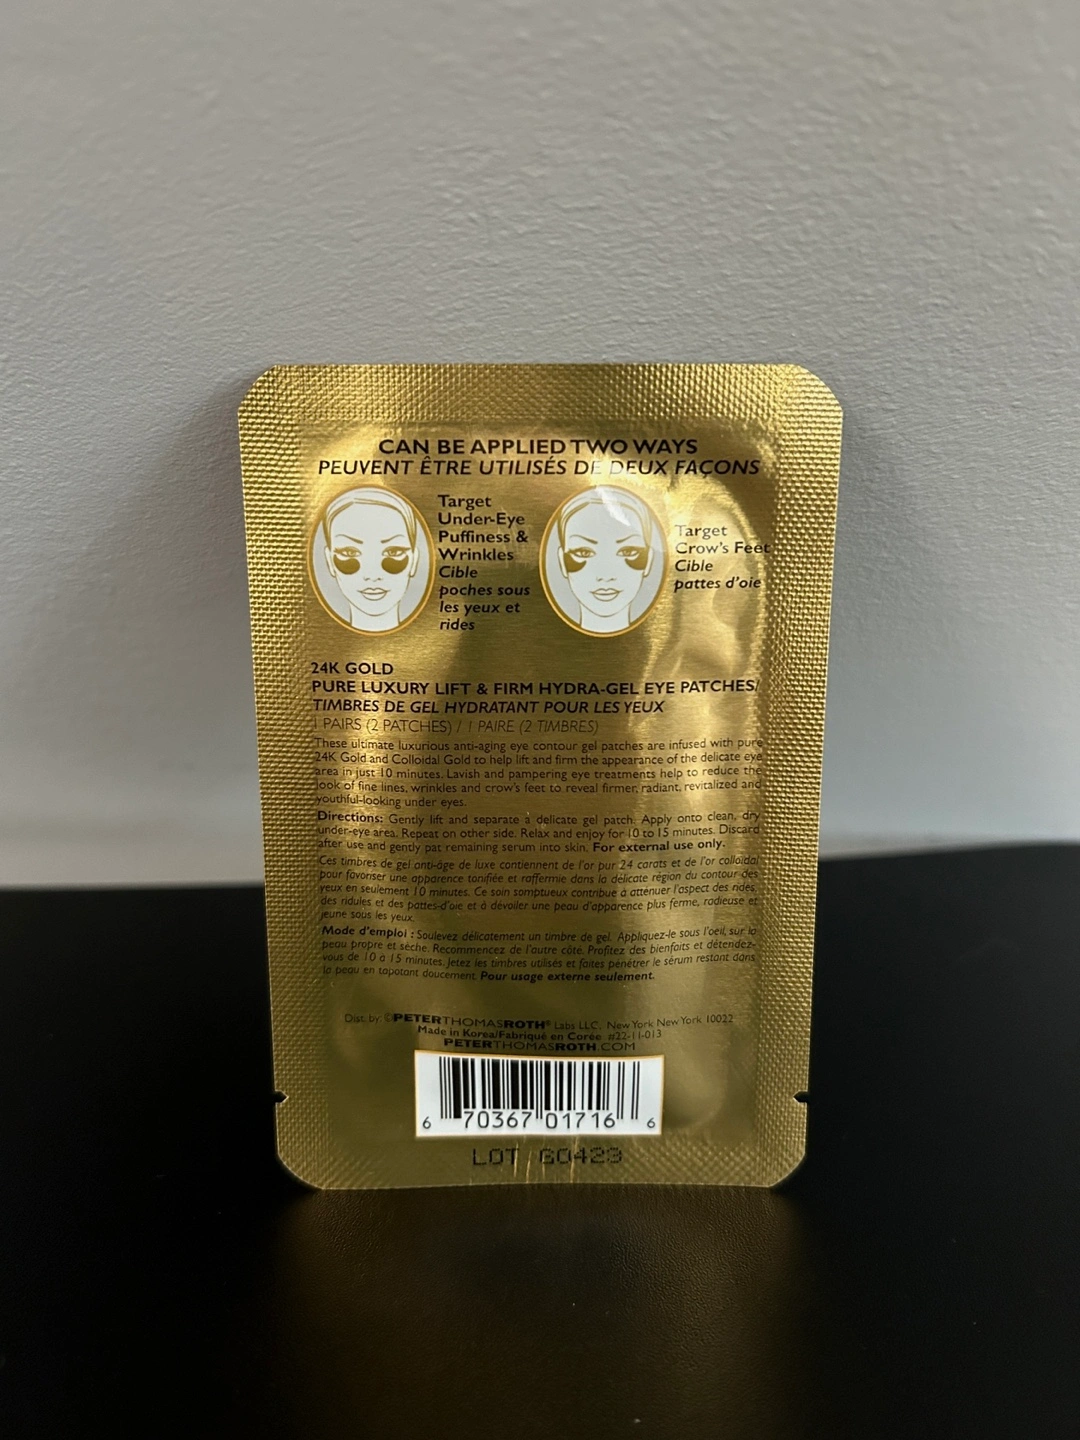 CAN BE APPLIED TWO WAYS
PEUVENT ÊTRE UTILISÉS DE DEUX FAÇONS
Target
Under-Eye
Puffiness &
Wrinkles
Cible
poches sous
les yeux et
rides
Target
Crow's Feet
Cible
pattes d'oie
24K GOLD
PURE LUXURY LIFT & FIRM HYDRA-GEL EYE PATCHES/
TIMBRES DE GEL HYDRATANT POUR LES YEUX
1 PAIRS (2 PATCHES) / 1 PAIRE (2 TIMBRES)
These ultimate luxurious anti-aging eye contour gel patches are infused with pure
24K Gold and Colloidal Gold to help lift and firm the appearance of the delicate eye
area in just 10 minutes. Lavish and pampering eye treatments help to reduce the
look of fine lines, wrinkles and crow's feet to reveal firmer, radiant, revitalized and
youthful-looking under eyes.
Directions: Gently lift and separate a delicate gel patch. Apply onto clean, dry
under-eye area. Repeat on other side. Relax and enjoy for 10 to 15 minutes. Discard
after use and gently pat remaining serum into skin. For external use only.
Ces timbres de gel anti-âge de luxe contiennent de l'or pur 24 carats et de l'or colloïdal
pour favoriser une apparence tonifiée et raffermie dans la délicate région du contour des
yeux en seulement 10 minutes. Ce soin somptueux contribue à atténuer l'aspect des rides,
des ridules et des pattes-d'oie et à dévoiler une peau d'apparence plus ferme, radieuse et
jeune sous les yeux.
Mode d'emploi : Soulevez délicatement un timbre de gel. Appliquez-le sous l'oeil, sur la
peau propre et sèche. Recommencez de l'autre côté. Profitez des bienfaits et détendez-
vous de 10 à 15 minutes. Jetez les timbres utilisés et faites pénétrer le sérum restant dans
la peau en tapotant doucement. Pour usage externe seulement.
Dist. by: ©PETERTHOMASROTH® Labs LLC, New York New York 10022
Made in Korea/Fabriqué en Corée #22-11-013
PETERTHOMASROTH.COM
6 70367 01716 6
LOT G0423